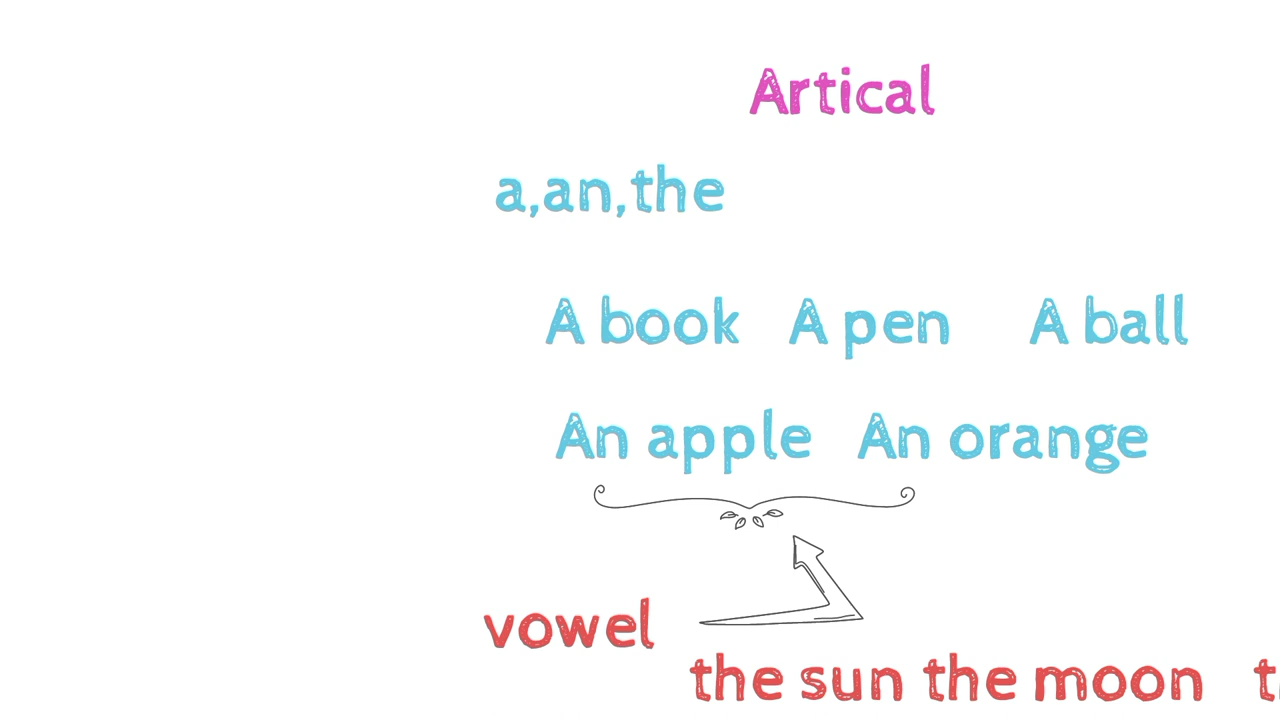 Artical
a,an,the
A book A pen A ball
An apple An orange
vowel
the sun the moon